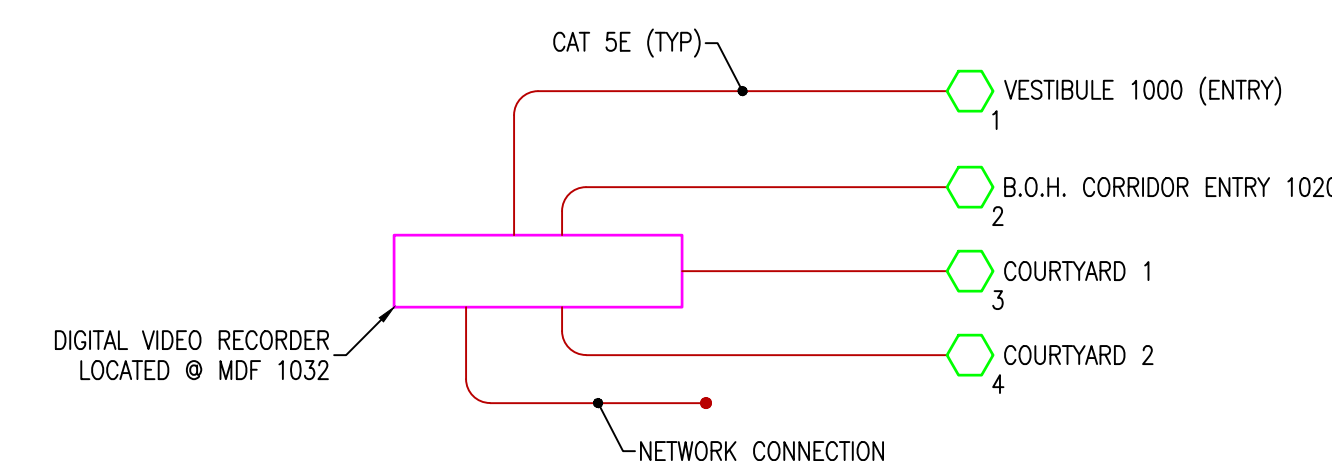 CAT 5E (TYP)
VESTIBULE 1000 (ENTRY)
1
B.O.H. CORRIDOR ENTRY 1020
2
COURTYARD 1
3
DIGITAL VIDEO RECORDER
LOCATED @ MDF 1032
COURTYARD 2
4
NETWORK CONNECTION